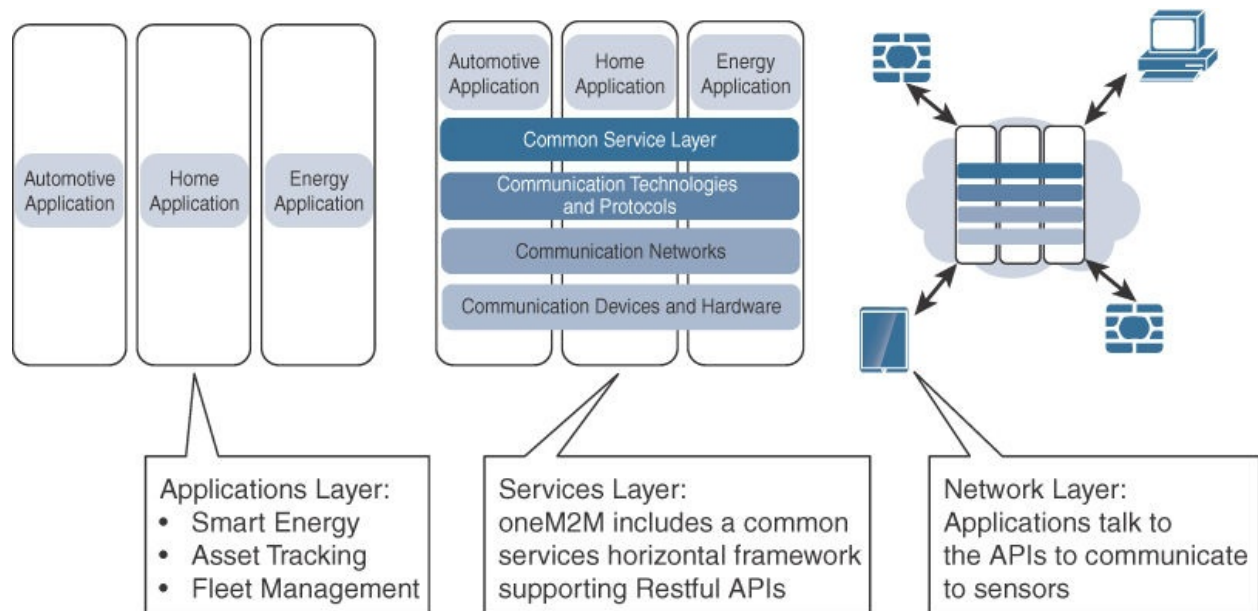 Automotive
Application
Home
Application
Energy
Application
Automotive
Application
Home
Application
Energy
Application
Common Service Layer
Communication Technologies
and Protocols
Communication Networks
Communication Devices and Hardware
Applications Layer:
• Smart Energy
• Asset Tracking
• Fleet Management
Services Layer:
oneM2M includes a common
services horizontal framework
supporting Restful APIs
Network Layer:
Applications talk to
the APIs to communicate
to sensors